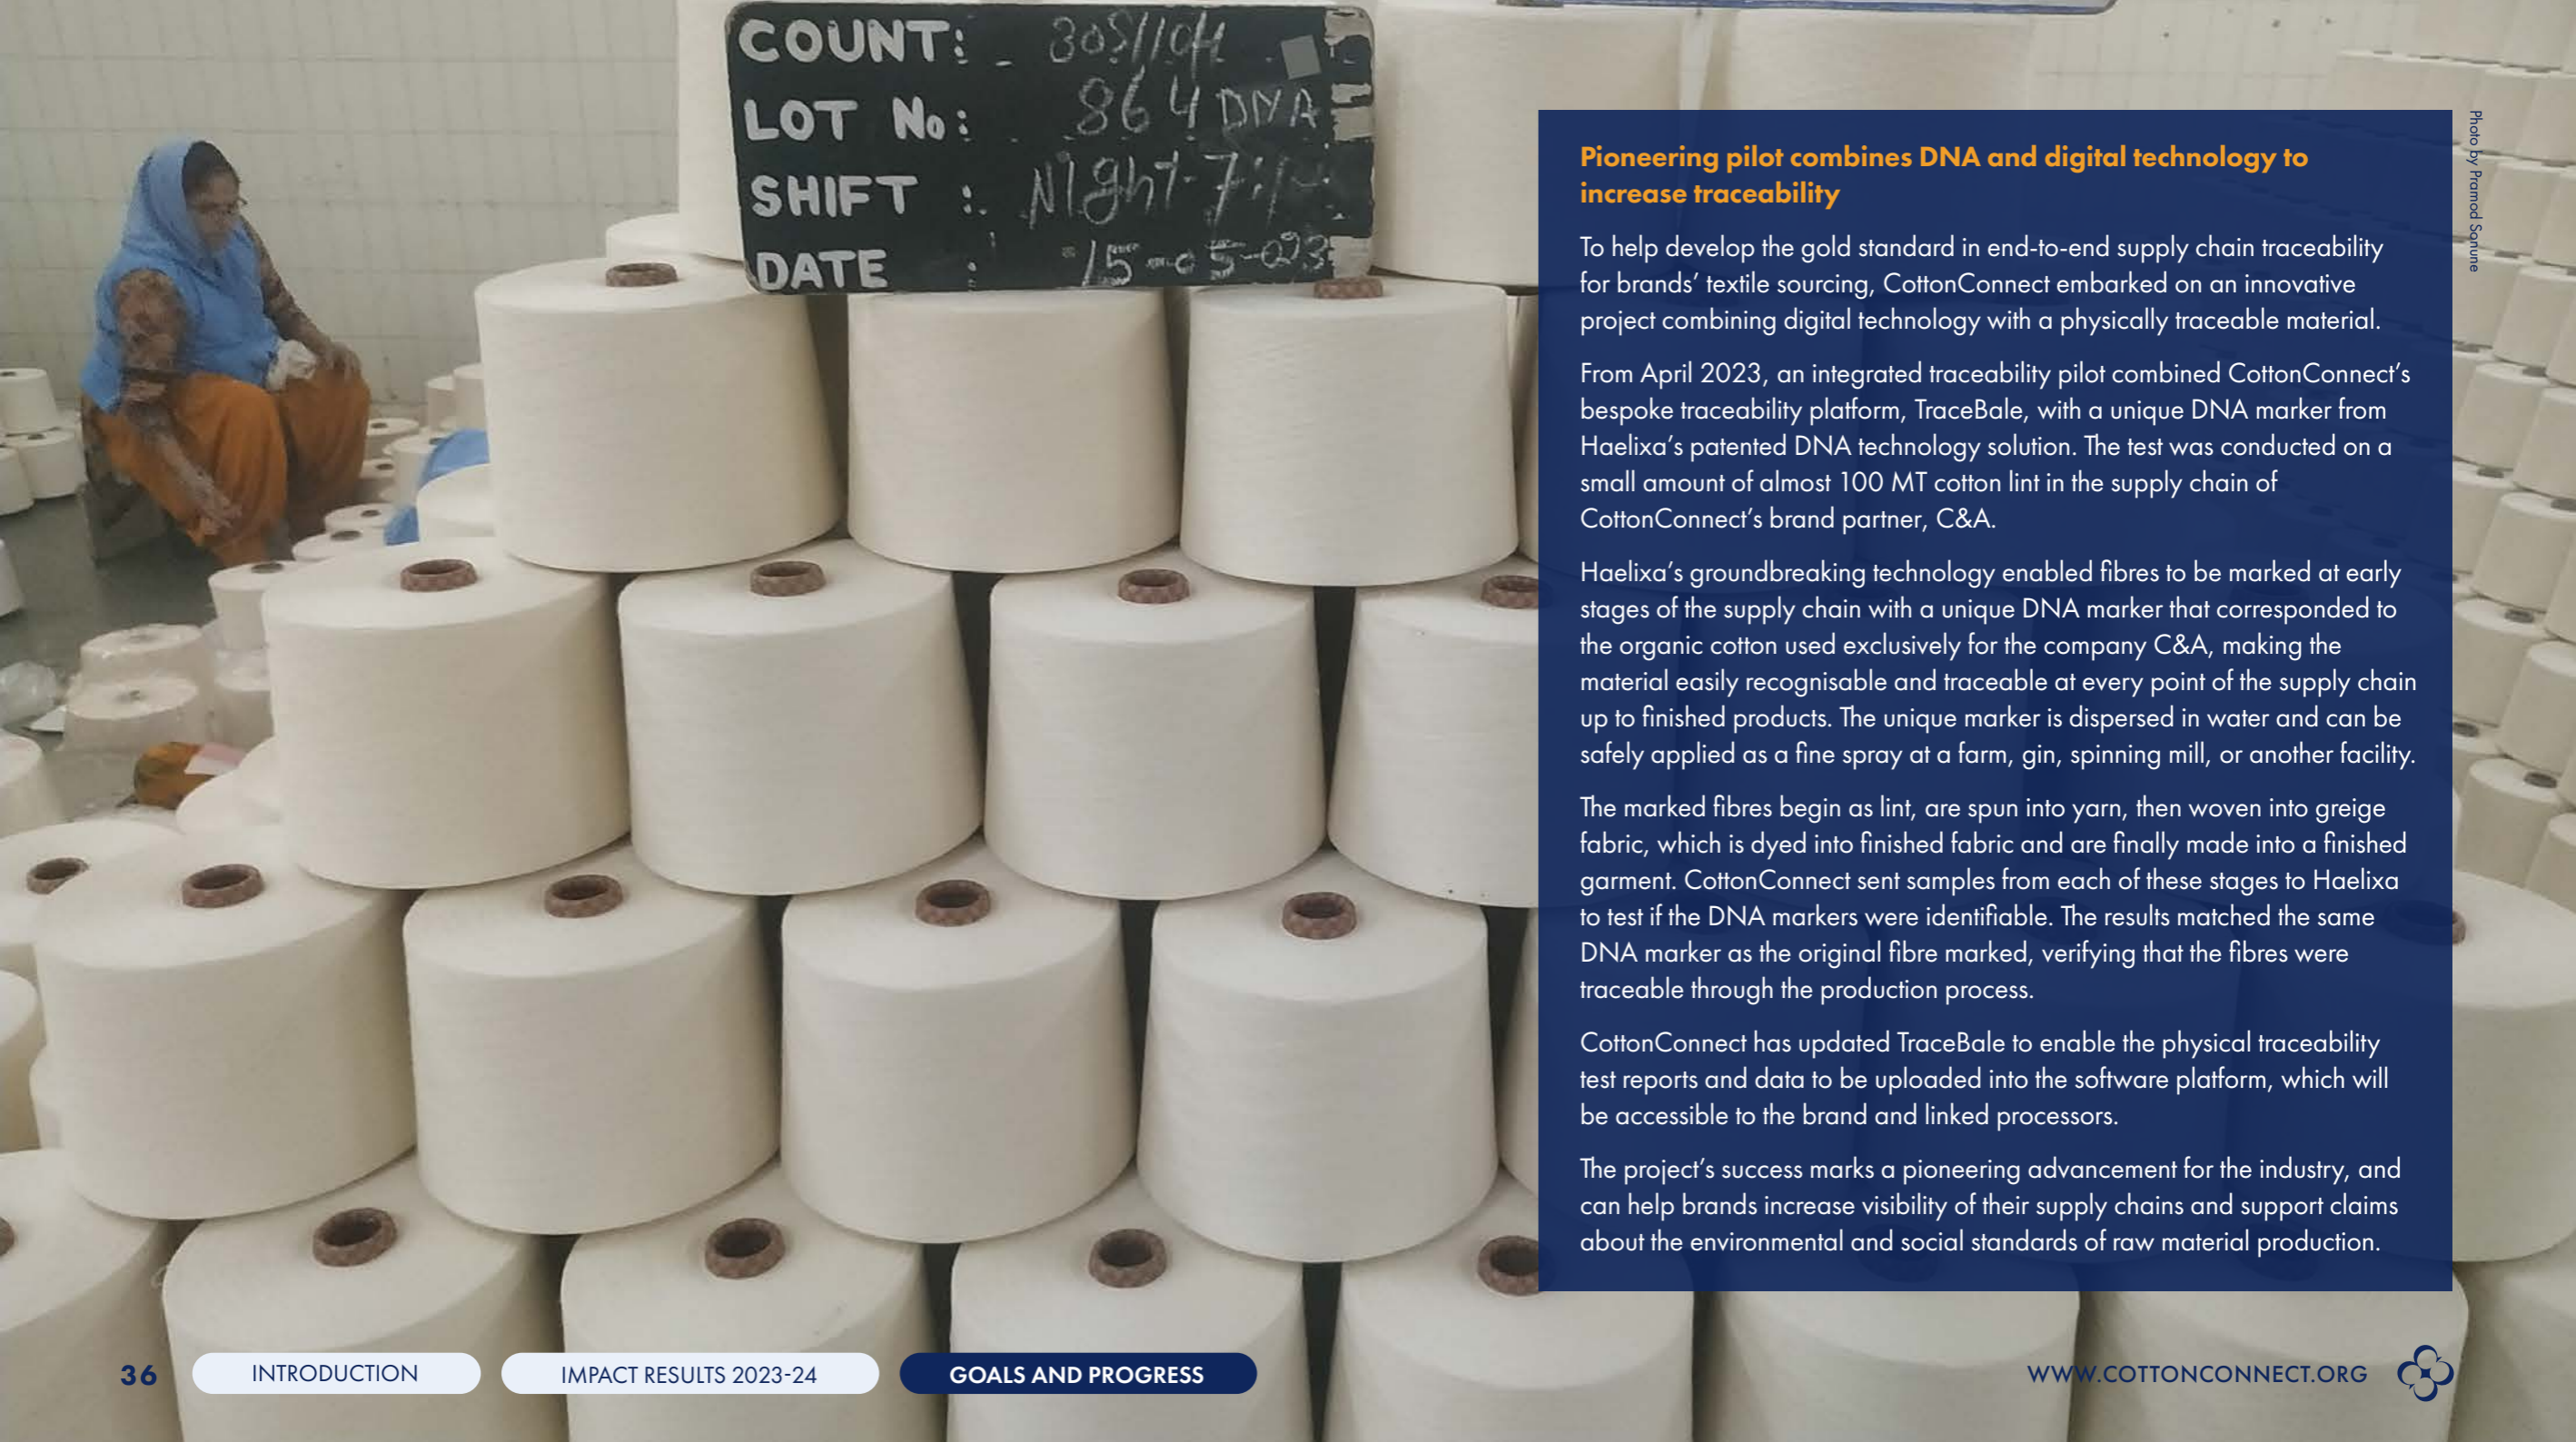 COUNT:
LOT No: 864 DNA
SHIFT : Night-
DATE : 15-05-023
Pioneering pilot combines DNA and digital technology to
increase traceability
To help develop the gold standard in end-to-end supply chain traceability
for brands’ textile sourcing, CottonConnect embarked on an innovative
project combining digital technology with a physically traceable material.
From April 2023, an integrated traceability pilot combined CottonConnect’s
bespoke traceability platform, TraceBale, with a unique DNA marker from
Haelixa’s patented DNA technology solution. The test was conducted on a
small amount of almost 100 MT cotton lint in the supply chain of
CottonConnect’s brand partner, C&A.
Haelixa’s groundbreaking technology enabled fibres to be marked at early
stages of the supply chain with a unique DNA marker that corresponded to
the organic cotton used exclusively for the company C&A, making the
material easily recognisable and traceable at every point of the supply chain
up to finished products. The unique marker is dispersed in water and can be
safely applied as a fine spray at a farm, gin, spinning mill, or another facility.
The marked fibres begin as lint, are spun into yarn, then woven into greige
fabric, which is dyed into finished fabric and are finally made into a finished
garment. CottonConnect sent samples from each of these stages to Haelixa
to test if the DNA markers were identifiable. The results matched the same
DNA marker as the original fibre marked, verifying that the fibres were
traceable through the production process.
CottonConnect has updated TraceBale to enable the physical traceability
test reports and data to be uploaded into the software platform, which will
be accessible to the brand and linked processors.
The project’s success marks a pioneering advancement for the industry, and
can help brands increase visibility of their supply chains and support claims
about the environmental and social standards of raw material production.
Photo by Pramod Sonune
36
INTRODUCTION
IMPACT RESULTS 2023-24
GOALS AND PROGRESS
WWW.COTTONCONNECT.ORG